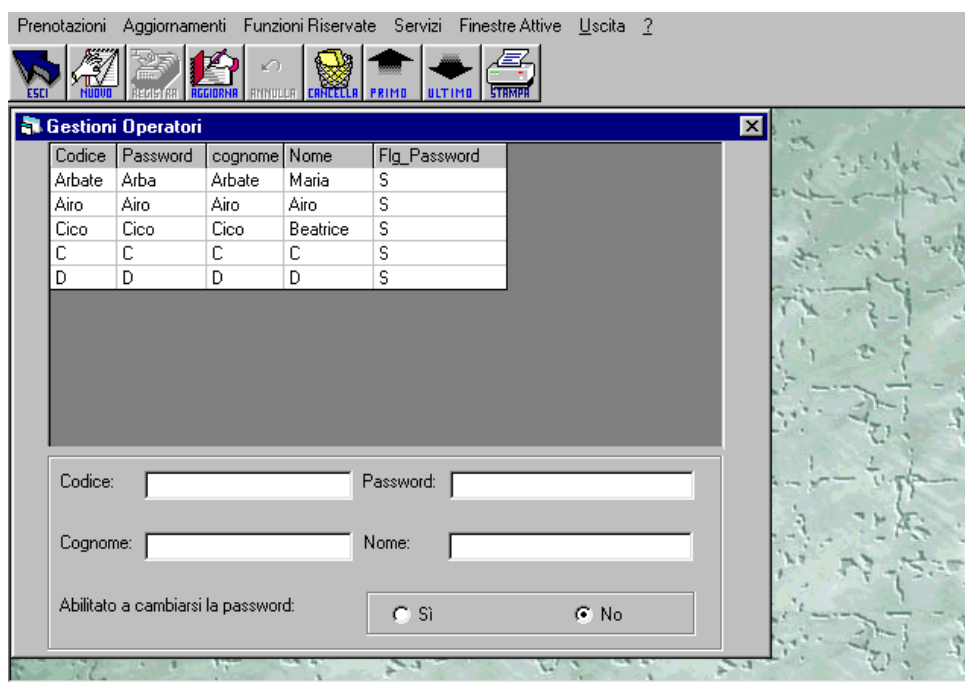 Prenotazioni Aggiornamenti Funzioni Riservate Servizi Finestre Attive Uscita ?
ESCI NUOVO REGISTRA AGGIORNA ANNULLA CANCELLA PRIMO ULTIMO STAMPA
Gestioni Operatori
Codice Password cognome Nome Flg_Password
Arbate Arba Arbate Maria S
Airo Airo Airo Airo S
Cico Cico Cico Beatrice S
C C C C S
D D D D S
Codice: Password:
Cognome: Nome:
Abilitato a cambiarsi la password: Sì No